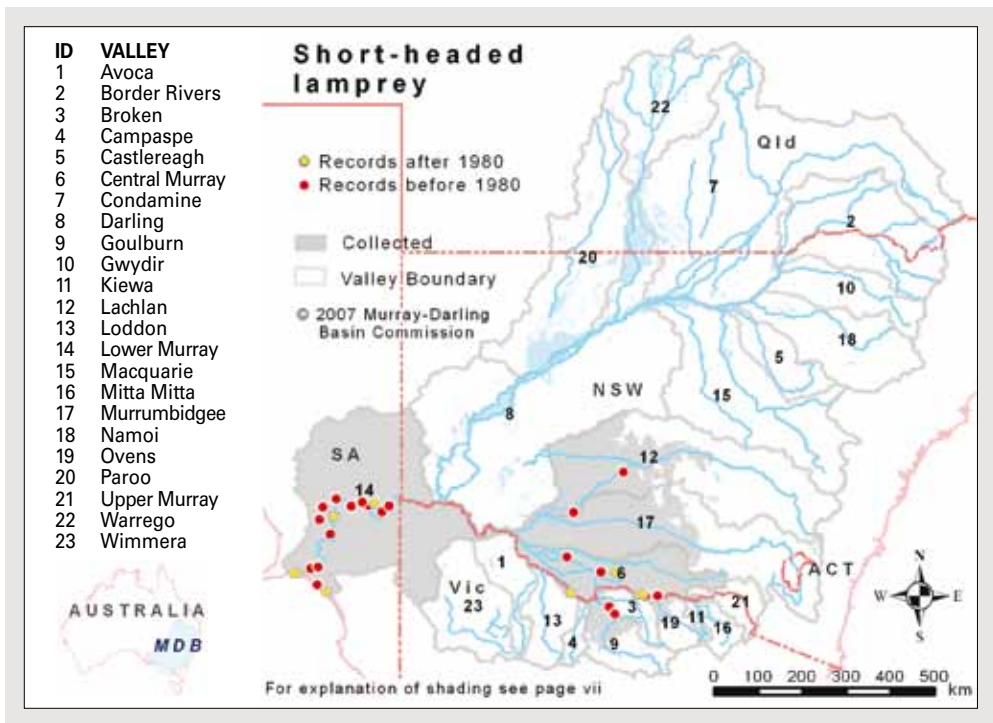 ID VALLEY
1 Avoca
2 Border Rivers
3 Broken
4 Campaspe
5 Castlereagh
6 Central Murray
7 Condamine
8 Darling
9 Goulburn
10 Gwydir
11 Kiewa
12 Lachlan
13 Loddon
14 Lower Murray
15 Macquarie
16 Mitta Mitta
17 Murrumbidgee
18 Namoi
19 Ovens
20 Paroo
21 Upper Murray
22 Warrego
23 Wimmera
AUSTRALIA
MDB
Short-headed
lamprey
Records after 1980
Records before 1980
Collected
Valley Boundary
© 2007 Murray-Darling
Basin Commission
22
Qld
7
2
20
10
18
5
NSW
15
8
SA
12
14
17
1
6
ACT
Vic
23
3
21
13
19
11
16
4
9
N
W
E
S
For explanation of shading see page vii
0 100 200 300 400 500
km